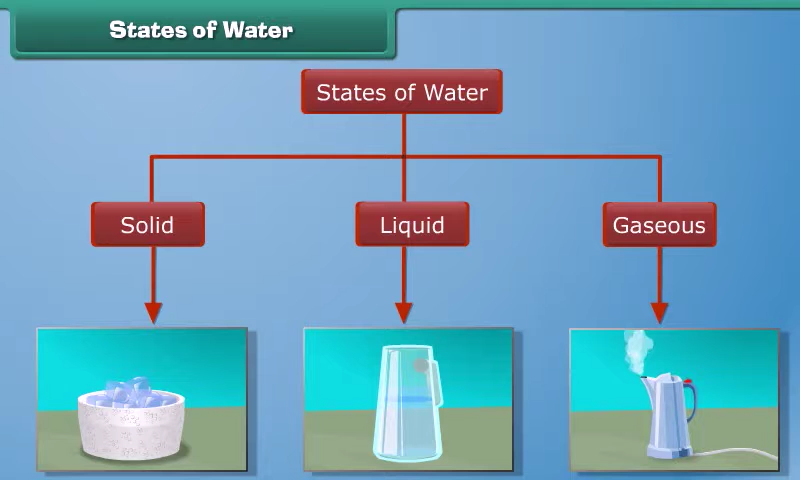 States of Water
States of Water
Solid
Liquid
Gaseous